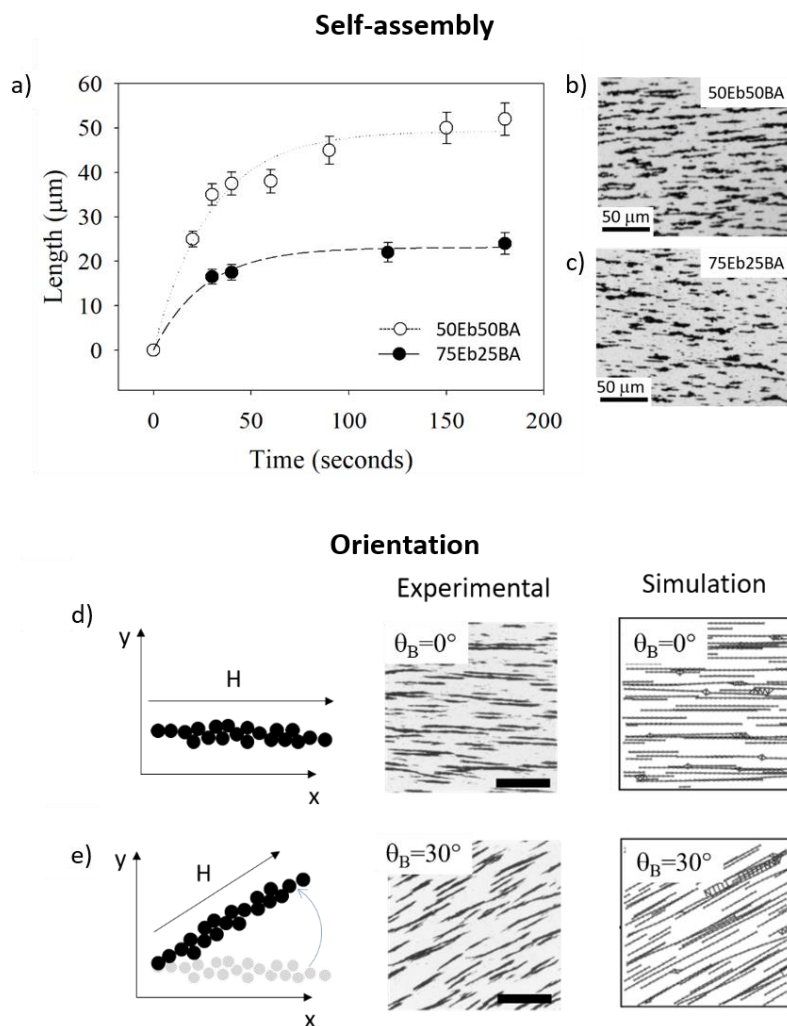 Self-assembly
a)
60
50
40
30
20
10
0
Length (µm)
0 50 100 150 200
Time (seconds)
50Eb50BA
75Eb25BA
b)
50Eb50BA
50 µm
c)
75Eb25BA
50 µm
Orientation
Experimental Simulation
d)
y
H
x
θB=0°
θB=0°
e)
y
H
x
θB=30°
θB=30°